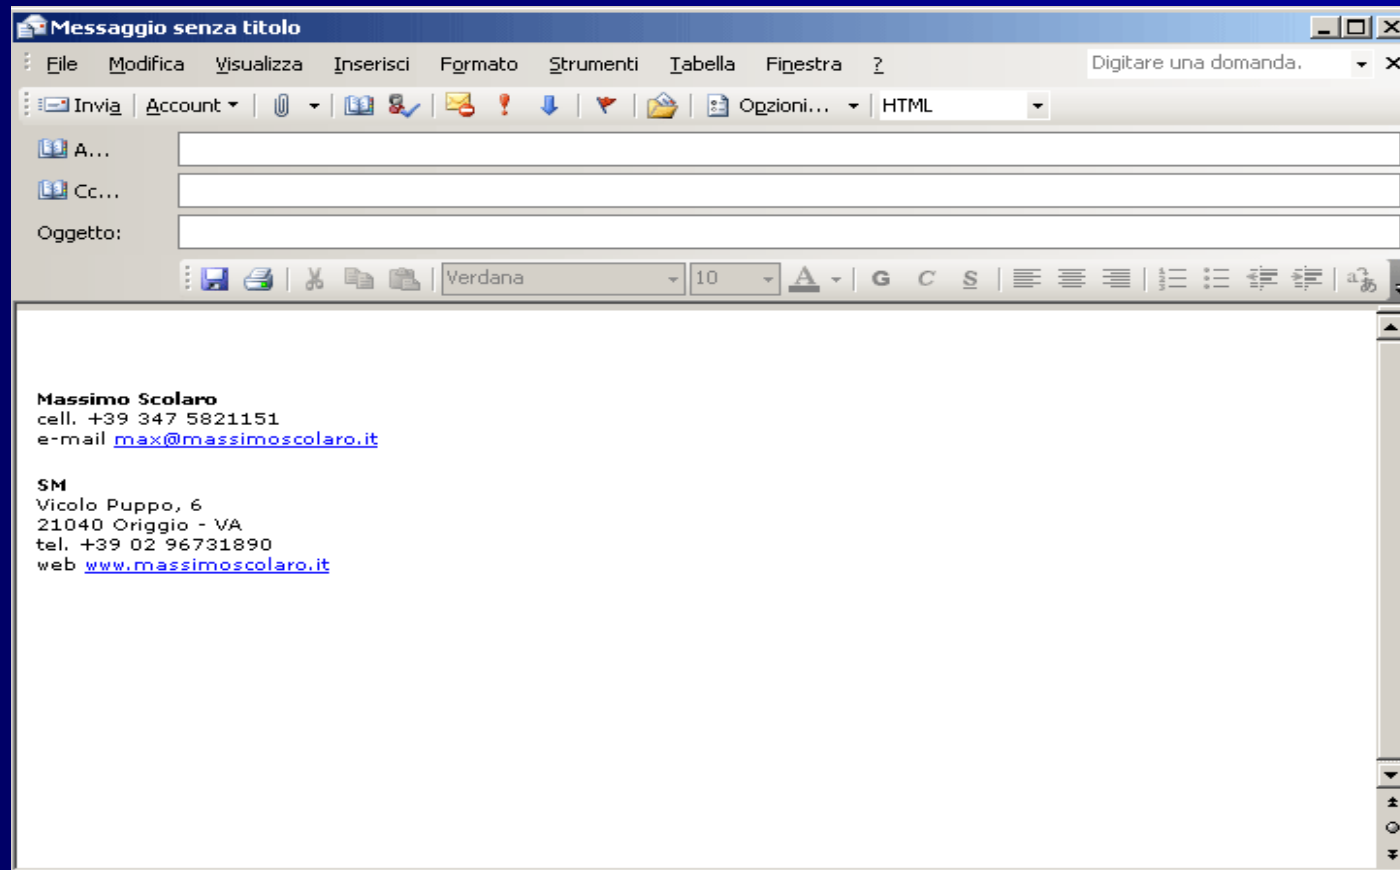 Messaggio senza titolo
File Modifica Visualizza Inserisci Formato Strumenti Tabella Finestra ? Digitare una domanda.
Invia Account Opzioni... HTML
A...
Cc...
Oggetto:
Verdana 10 A G C S
Massimo Scolaro
cell. +39 347 5821151
e-mail max@massimoscolaro.it
SM
Vicolo Puppo, 6
21040 Origgio - VA
tel. +39 02 96731890
web www.massimoscolaro.it